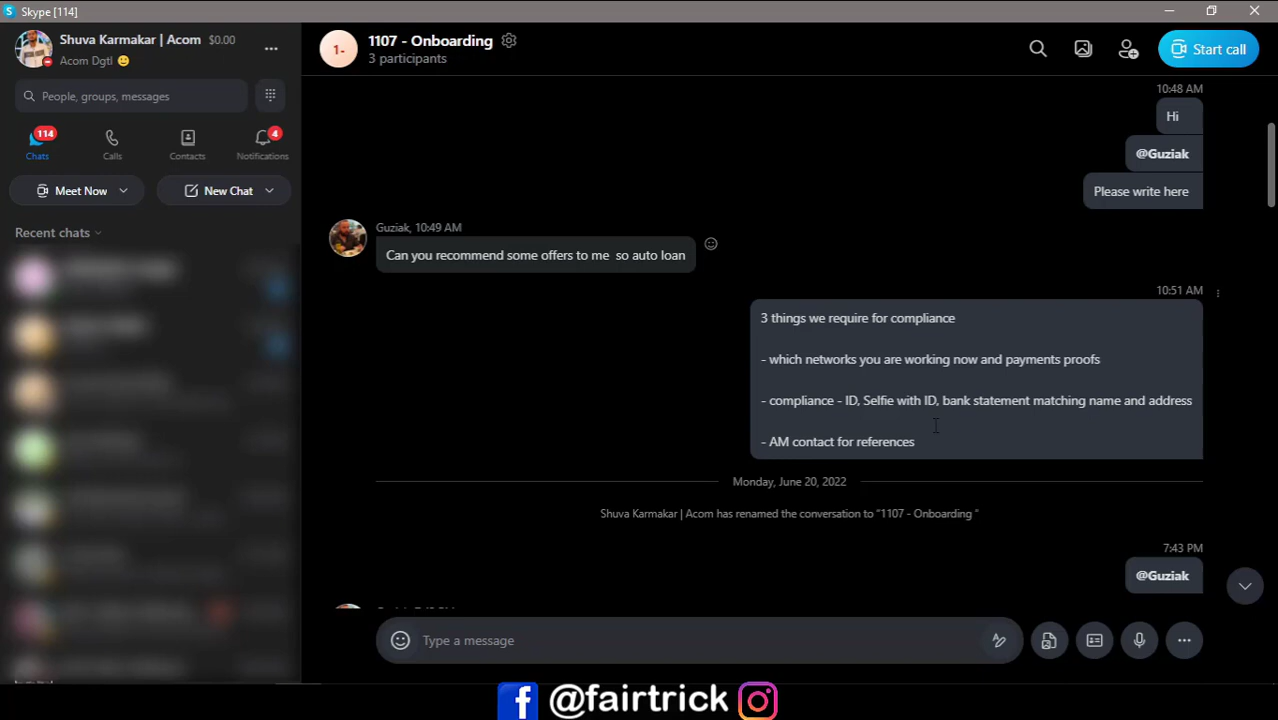 Skype [114]
Shuva Karmakar | Acom $0.00
Acom Dgtl
People, groups, messages
114
4
Chats
Calls
Contacts
Notifications
Meet Now
New Chat
Recent chats
1-
1107 - Onboarding
3 participants
Start call
10:48 AM
Hi
@Guziak
Please write here
Guziak, 10:49 AM
Can you recommend some offers to me so auto loan
10:51 AM
3 things we require for compliance
- which networks you are working now and payments proofs
- compliance - ID, Selfie with ID, bank statement matching name and address
- AM contact for references
Monday, June 20, 2022
Shuva Karmakar | Acom has renamed the conversation to "1107 - Onboarding "
7:43 PM
@Guziak
Type a message
@fairtrick